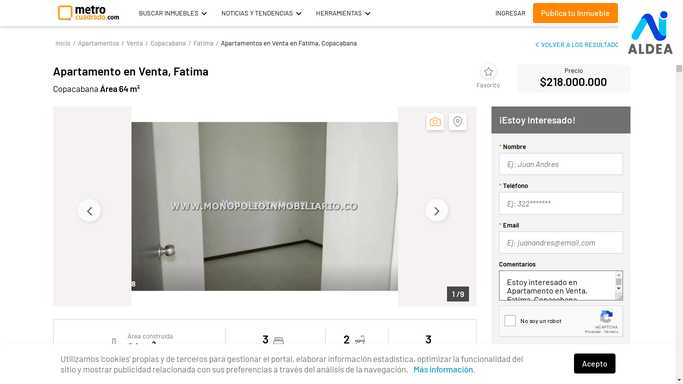 metro
cuadrado.com
BUSCAR INMUEBLES
NOTICIAS Y TENDENCIAS
HERRAMIENTAS
INGRESAR
Publica tu Inmueble
ALDEA
Inicio / Apartamentos / Venta / Copacabana / Fatima / Apartamentos en Venta en Fatima, Copacabana
< VOLVER A LOS RESULTADO
Apartamento en Venta, Fatima
Copacabana Área 64 m²
Favorito
Precio
$218.000.000
WWW.MONOPOLIOINMOBILIARIO.CO
8
1 / 9
¡Estoy Interesado!
* Nombre
Ej: Juan Andres
* Teléfono
Ej: 322*******
* Email
Ej: juanandres@email.com
Comentarios
Estoy interesado en
Apartamento en Venta,
Fatima, Copacabana
No soy un robot
reCAPTCHA
Privacidad - Términos
Área construida
3
2
3
Utilizamos 'cookies' propias y de terceros para gestionar el portal, elaborar información estadística, optimizar la funcionalidad del
sitio y mostrar publicidad relacionada con sus preferencias a través del análisis de la navegación. Más información.
Acepto